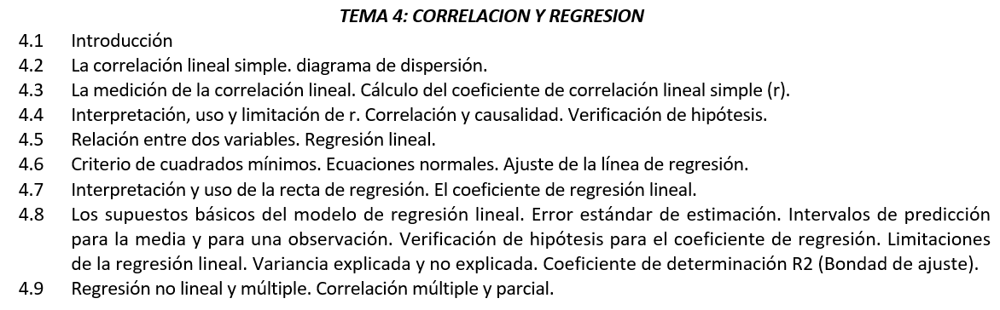 TEMA 4: CORRELACION Y REGRESION
4.1 Introducción
4.2 La correlación lineal simple. diagrama de dispersión.
4.3 La medición de la correlación lineal. Cálculo del coeficiente de correlación lineal simple (r).
4.4 Interpretación, uso y limitación de r. Correlación y causalidad. Verificación de hipótesis.
4.5 Relación entre dos variables. Regresión lineal.
4.6 Criterio de cuadrados mínimos. Ecuaciones normales. Ajuste de la línea de regresión.
4.7 Interpretación y uso de la recta de regresión. El coeficiente de regresión lineal.
4.8 Los supuestos básicos del modelo de regresión lineal. Error estándar de estimación. Intervalos de predicción
para la media y para una observación. Verificación de hipótesis para el coeficiente de regresión. Limitaciones
de la regresión lineal. Variancia explicada y no explicada. Coeficiente de determinación R2 (Bondad de ajuste).
4.9 Regresión no lineal y múltiple. Correlación múltiple y parcial.